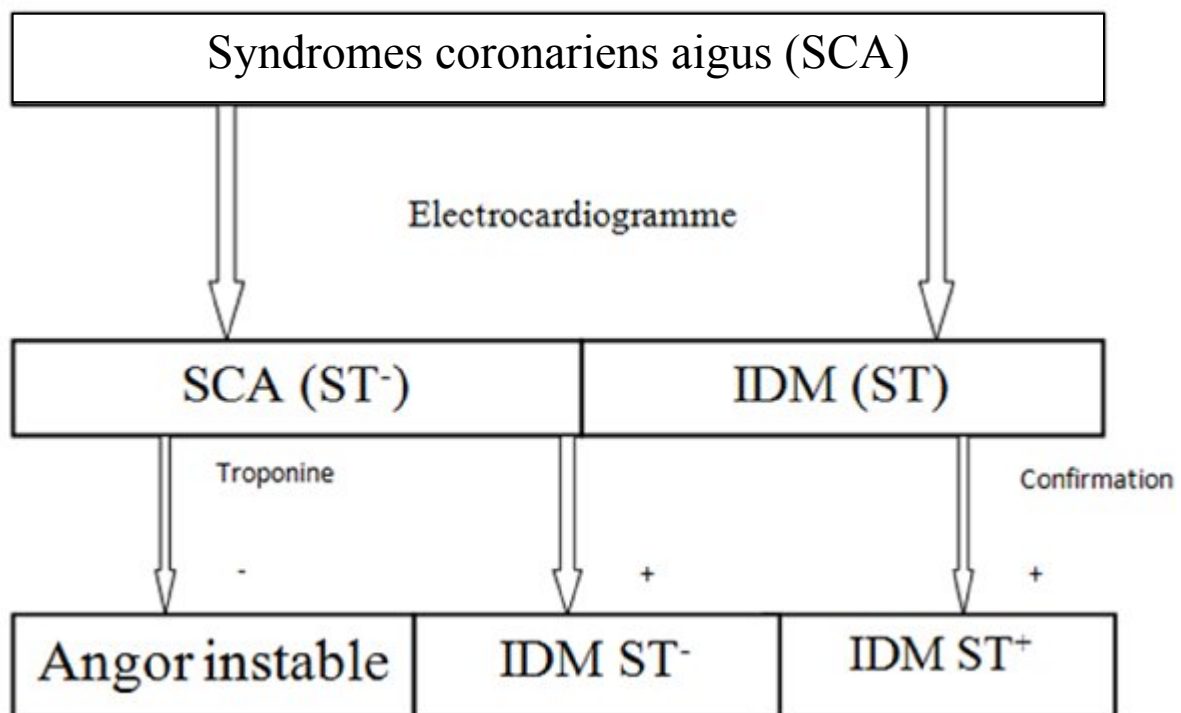 Syndromes coronariens aigus (SCA)
Electrocardiogramme
SCA (ST⁻)
IDM (ST)
Troponine
Confirmation
-
+
+
Angor instable
IDM ST⁻
IDM ST⁺